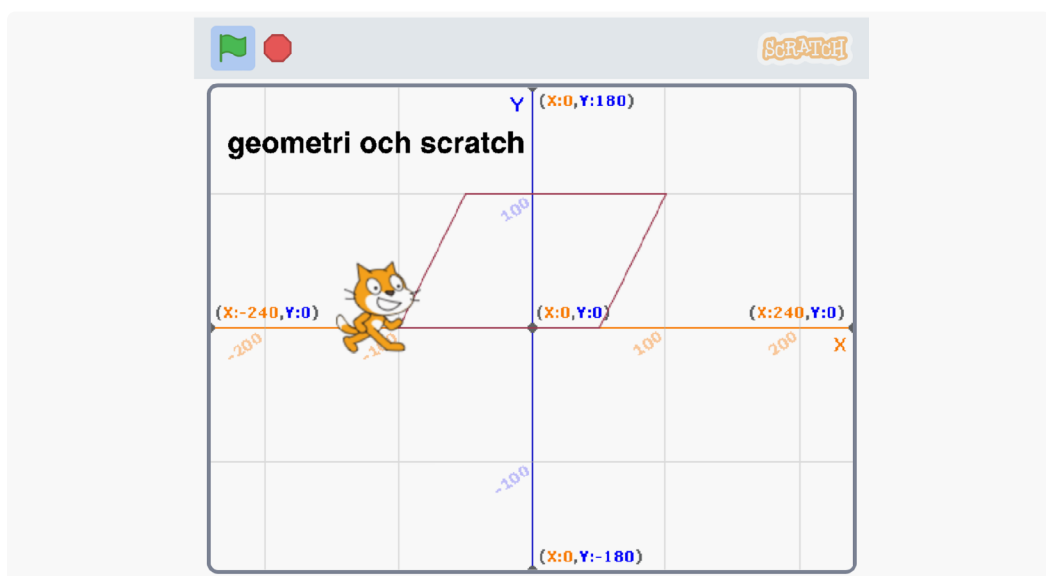 SCRATCH
Y (X:0,Y:180)
geometri och scratch
100
(X:-240,Y:0) (X:0,Y:0) (X:240,Y:0)
-200 100 200 X
-100
(X:0,Y:-180)